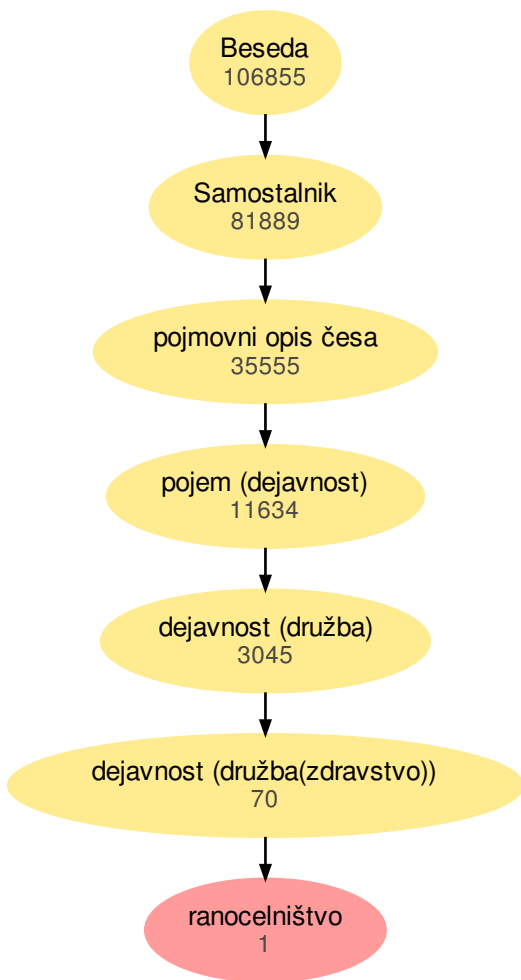 Beseda
106855
Samostalnik
81889
pojmovni opis česa
35555
pojem (dejavnost)
11634
dejavnost (družba)
3045
dejavnost (družba(zdravstvo))
70
ranocelništvo
1